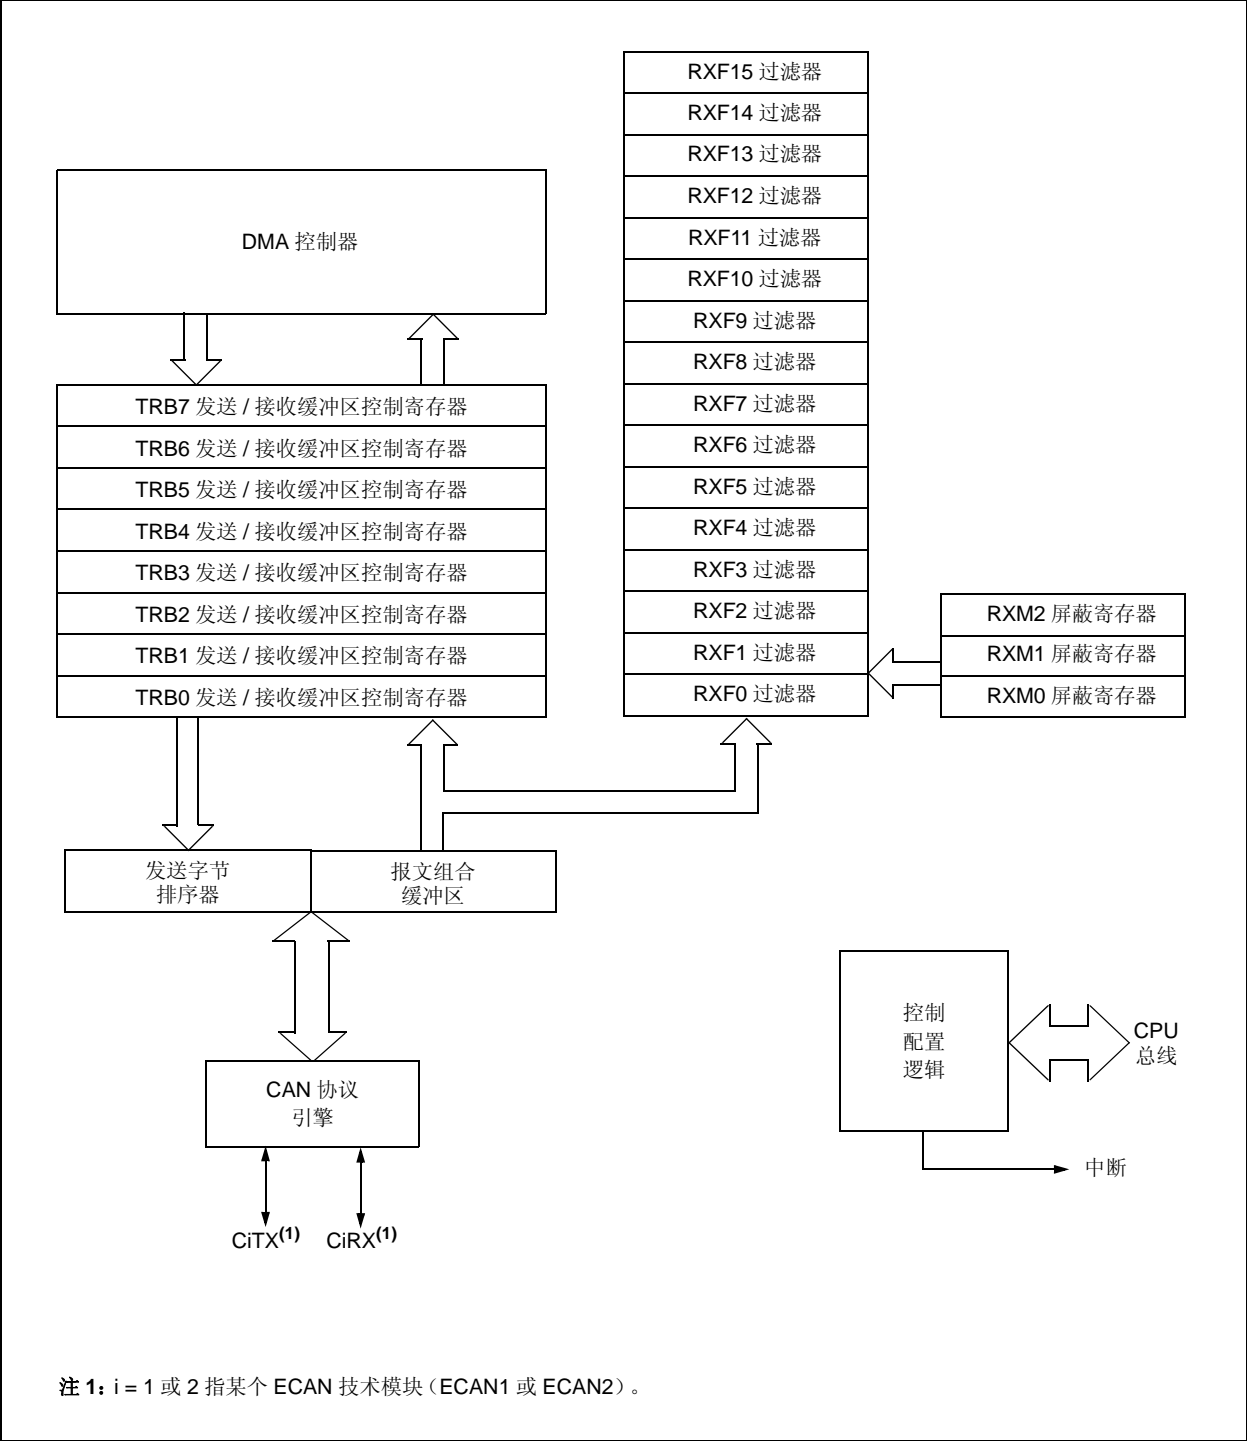 RXF15 过滤器
RXF14 过滤器
RXF13 过滤器
RXF12 过滤器
RXF11 过滤器
RXF10 过滤器
RXF9 过滤器
RXF8 过滤器
RXF7 过滤器
RXF6 过滤器
RXF5 过滤器
RXF4 过滤器
RXF3 过滤器
RXF2 过滤器
RXF1 过滤器
RXF0 过滤器
DMA 控制器
TRB7 发送 / 接收缓冲区控制寄存器
TRB6 发送 / 接收缓冲区控制寄存器
TRB5 发送 / 接收缓冲区控制寄存器
TRB4 发送 / 接收缓冲区控制寄存器
TRB3 发送 / 接收缓冲区控制寄存器
TRB2 发送 / 接收缓冲区控制寄存器
TRB1 发送 / 接收缓冲区控制寄存器
TRB0 发送 / 接收缓冲区控制寄存器
RXM2 屏蔽寄存器
RXM1 屏蔽寄存器
RXM0 屏蔽寄存器
发送字节
排序器
报文组合
缓冲区
控制
配置
逻辑
CPU
总线
中断
CAN 协议
引擎
CiTX(1)
CiRX(1)
注 1: i = 1 或 2 指某个 ECAN 技术模块（ECAN1 或 ECAN2）。